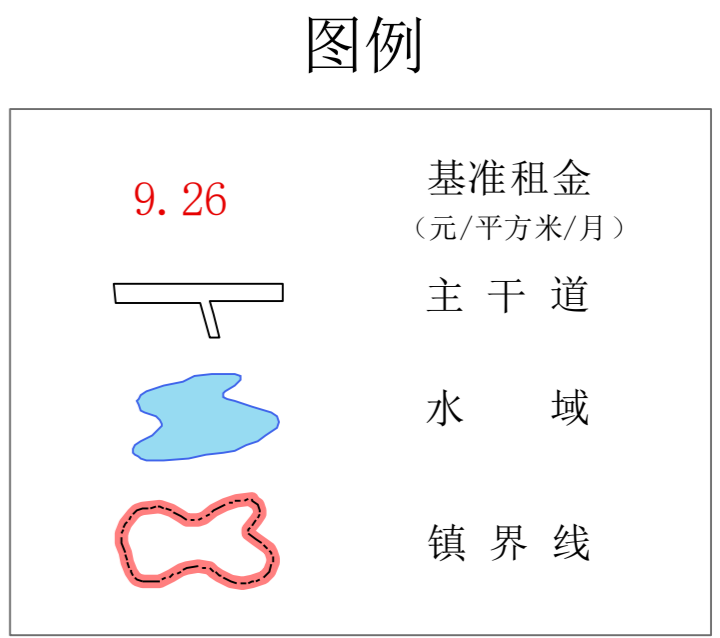 图例
9.26 基准租金
（元/平方米/月）
主干道
水域
镇界线